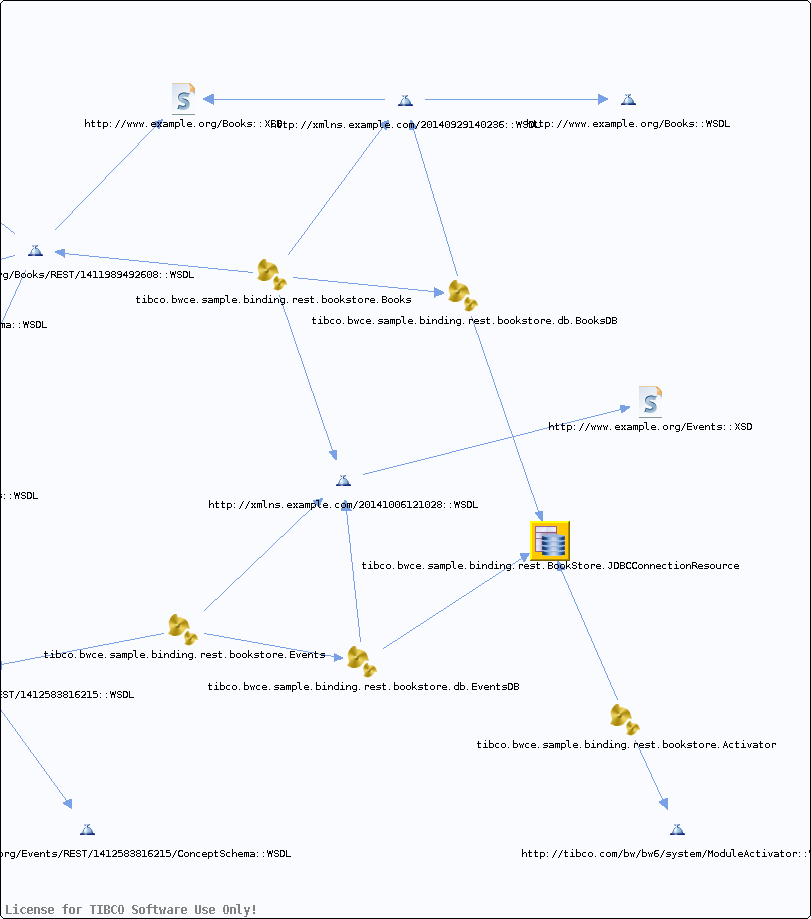 http://www.example.org/Books::XSD
http://xmlns.example.com/20140929140236::WSDL
http://www.example.org/Books::WSDL
rg/Books/REST/1411989492608::WSDL
tibco.bwce.sample.binding.rest.bookstore.Books
tibco.bwce.sample.binding.rest.bookstore.db.BooksDB
ma::WSDL
http://www.example.org/Events::XSD
s::WSDL
http://xmlns.example.com/20141006121028::WSDL
tibco.bwce.sample.binding.rest.BookStore.JDBCConnectionResource
tibco.bwce.sample.binding.rest.bookstore.Events
tibco.bwce.sample.binding.rest.bookstore.db.EventsDB
EST/1412583816215::WSDL
tibco.bwce.sample.binding.rest.bookstore.Activator
org/Events/REST/1412583816215/ConceptSchema::WSDL
http://tibco.com/bw/bw6/system/ModuleActivator::
License for TIBCO Software Use Only!